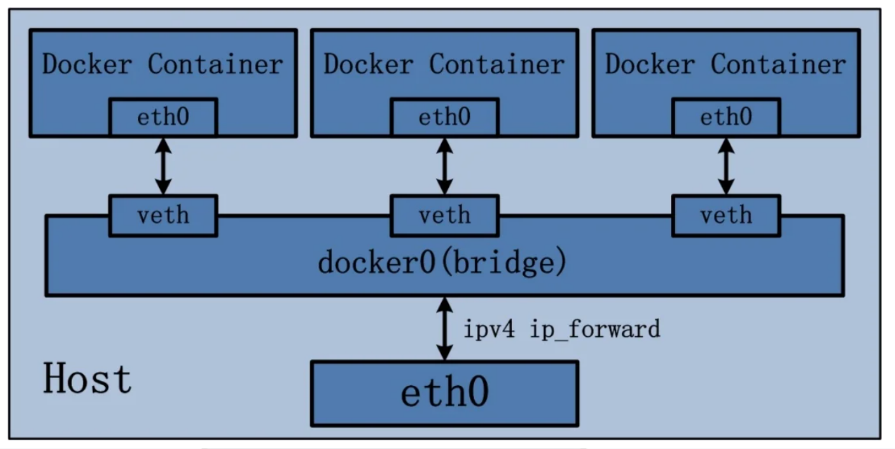 Docker Container
Docker Container
Docker Container
eth0
eth0
eth0
veth
veth
veth
docker0(bridge)
ipv4 ip_forward
Host
eth0